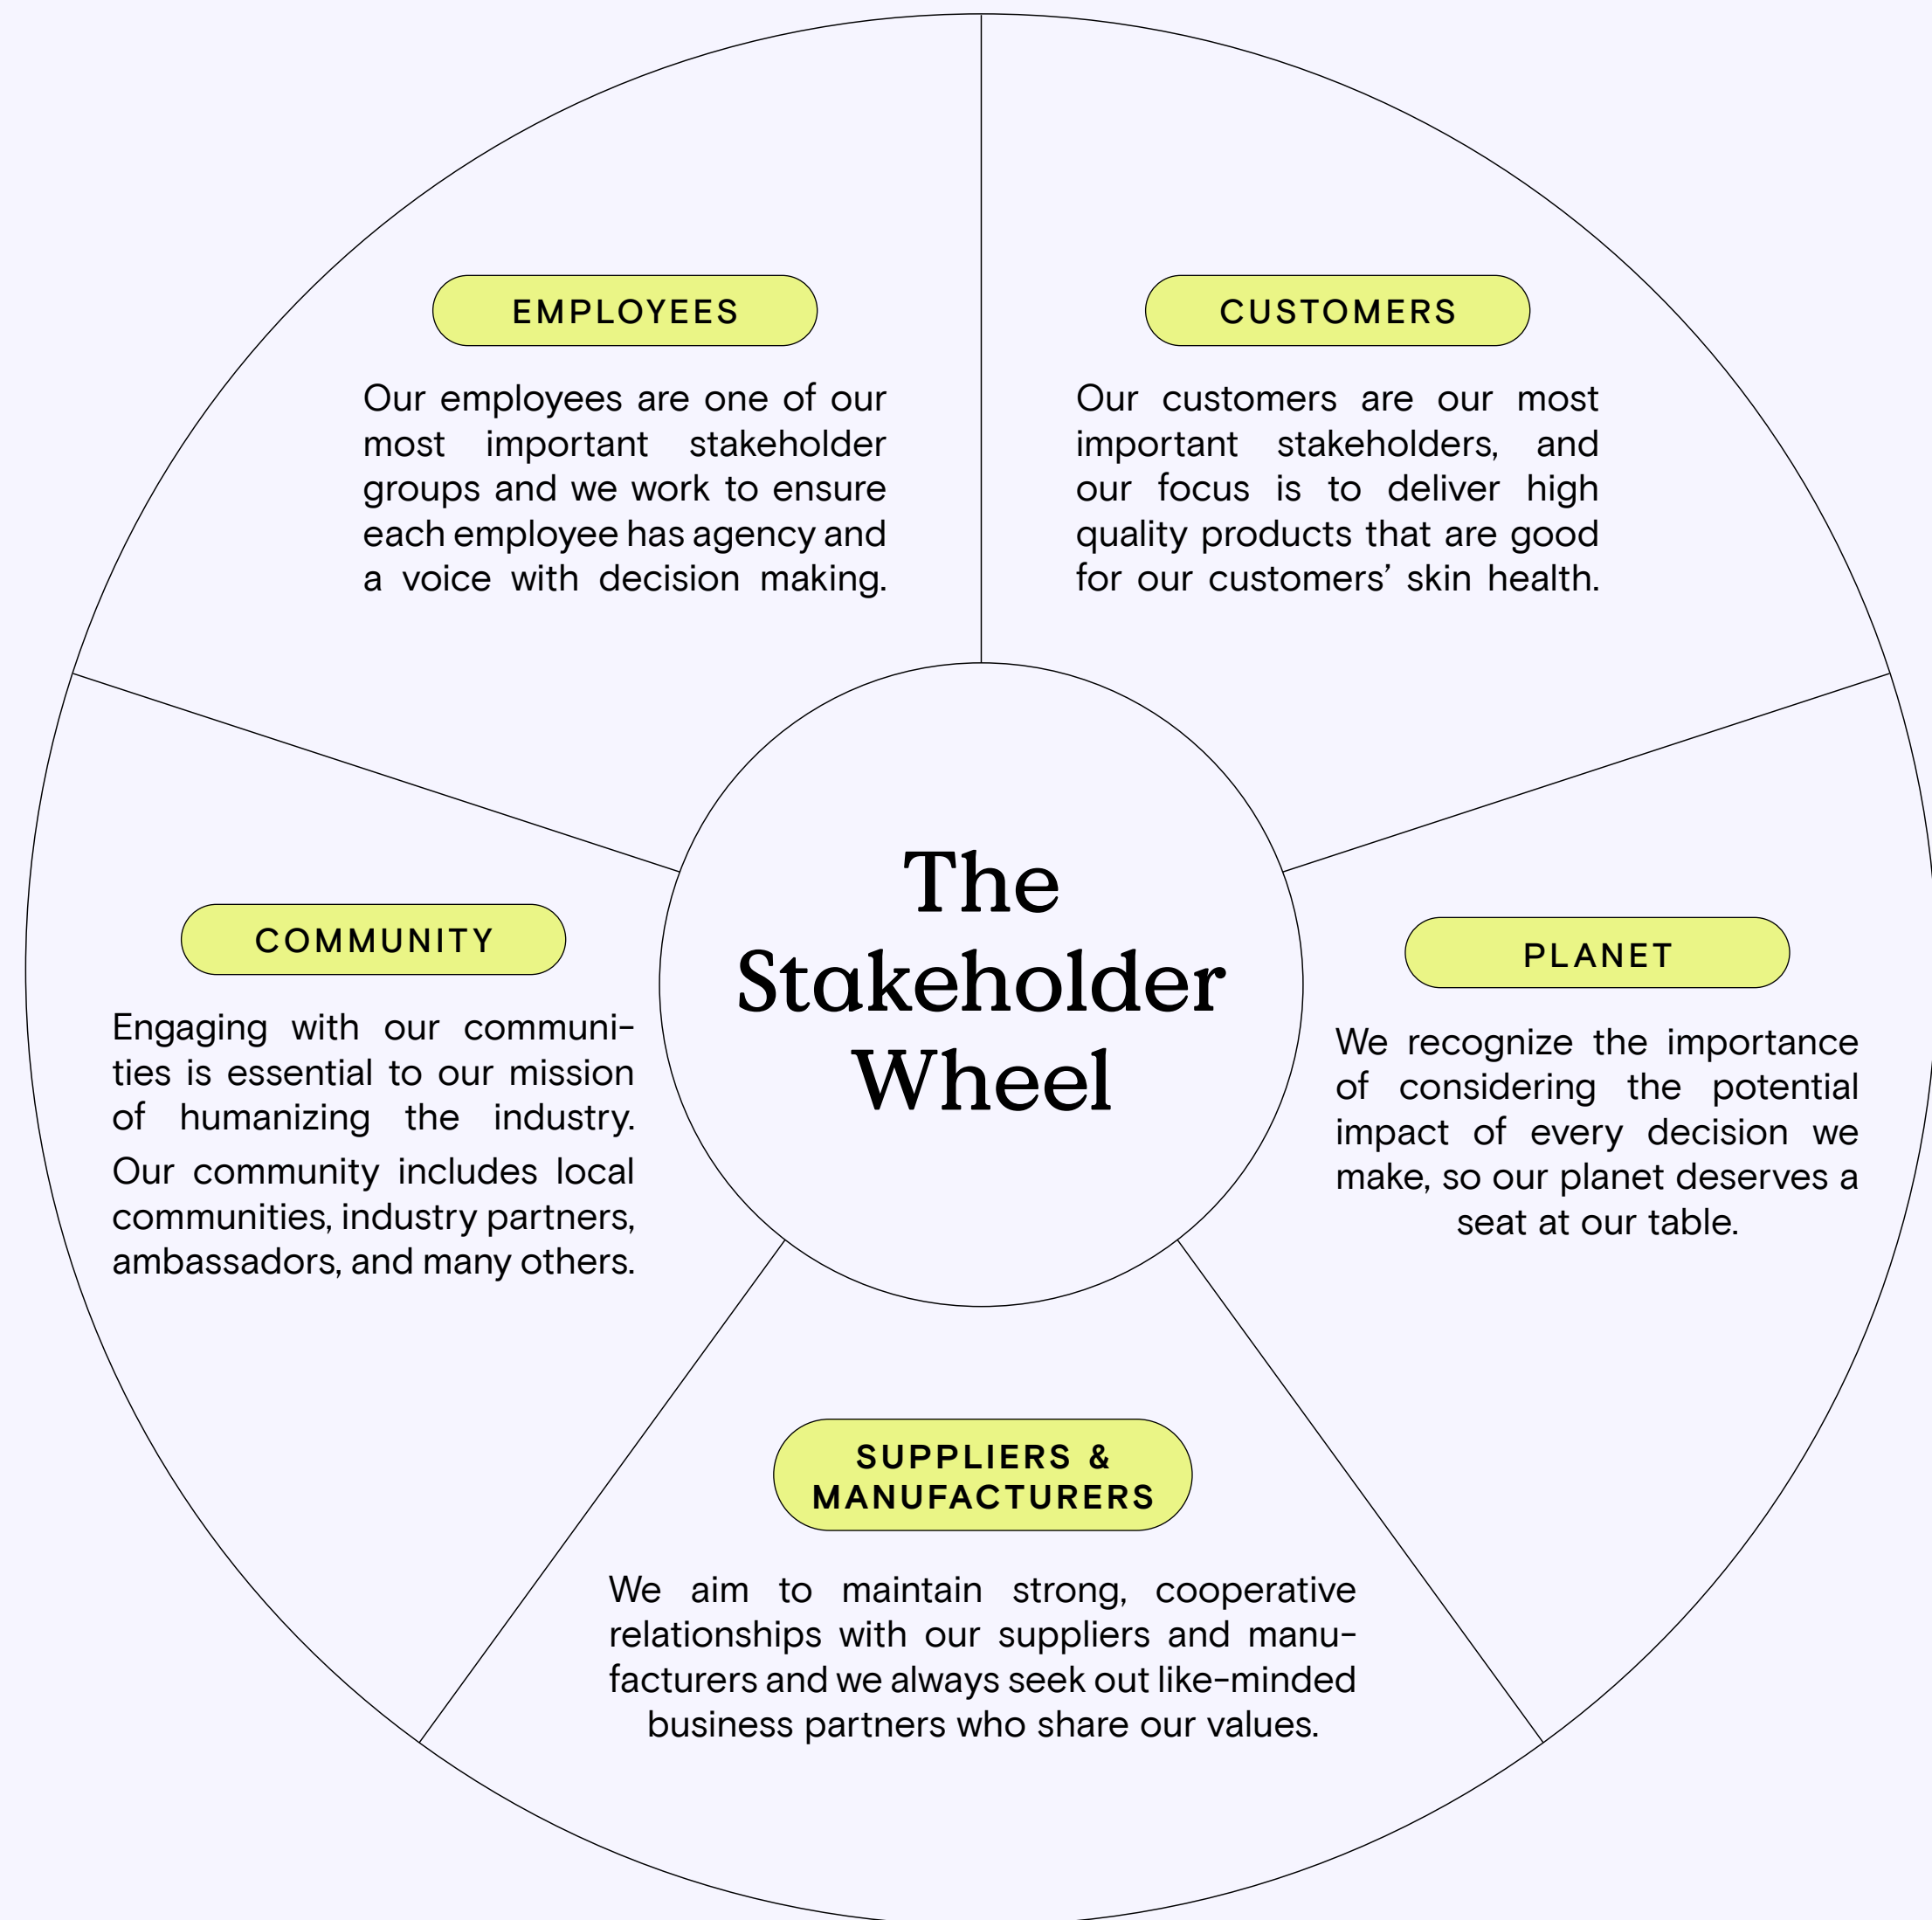 EMPLOYEES
Our employees are one of our
most important stakeholder
groups and we work to ensure
each employee has agency and
a voice with decision making.
CUSTOMERS
Our customers are our most
important stakeholders, and
our focus is to deliver high
quality products that are good
for our customers’ skin health.
The
Stakeholder
Wheel
COMMUNITY
Engaging with our communi-
ties is essential to our mission
of humanizing the industry.
Our community includes local
communities, industry partners,
ambassadors, and many others.
PLANET
We recognize the importance
of considering the potential
impact of every decision we
make, so our planet deserves a
seat at our table.
SUPPLIERS &
MANUFACTURERS
We aim to maintain strong, cooperative
relationships with our suppliers and manu-
facturers and we always seek out like-minded
business partners who share our values.